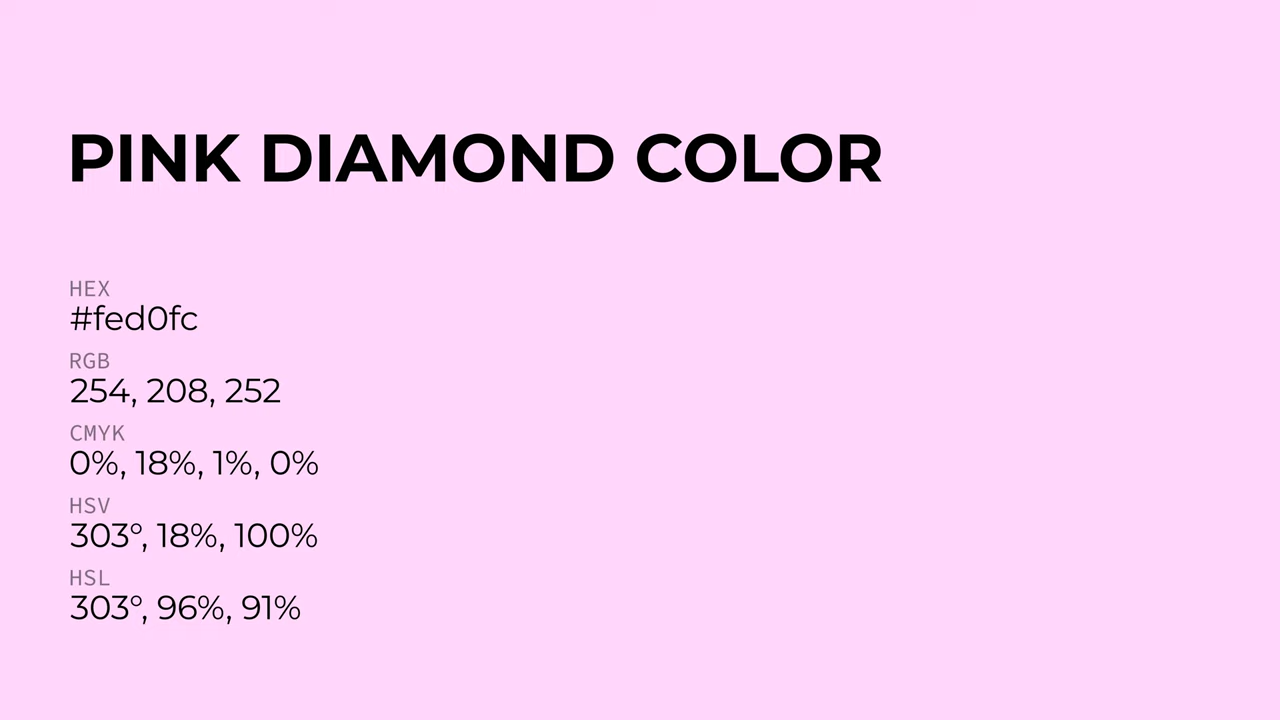 PINK DIAMOND COLOR
HEX
#fed0fc
RGB
254, 208, 252
CMYK
0%, 18%, 1%, 0%
HSV
303°, 18%, 100%
HSL
303°, 96%, 91%